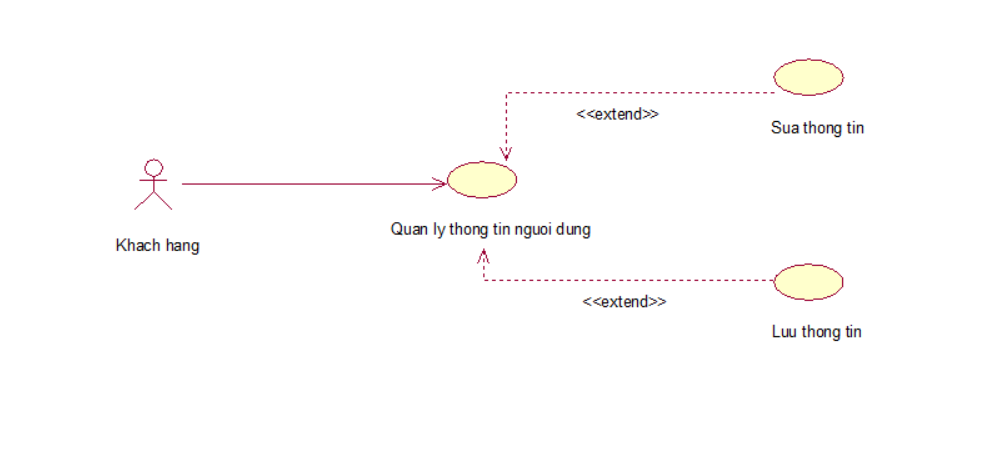 <<extend>>
Sua thong tin
Quan ly thong tin nguoi dung
Khach hang
<<extend>>
Luu thong tin